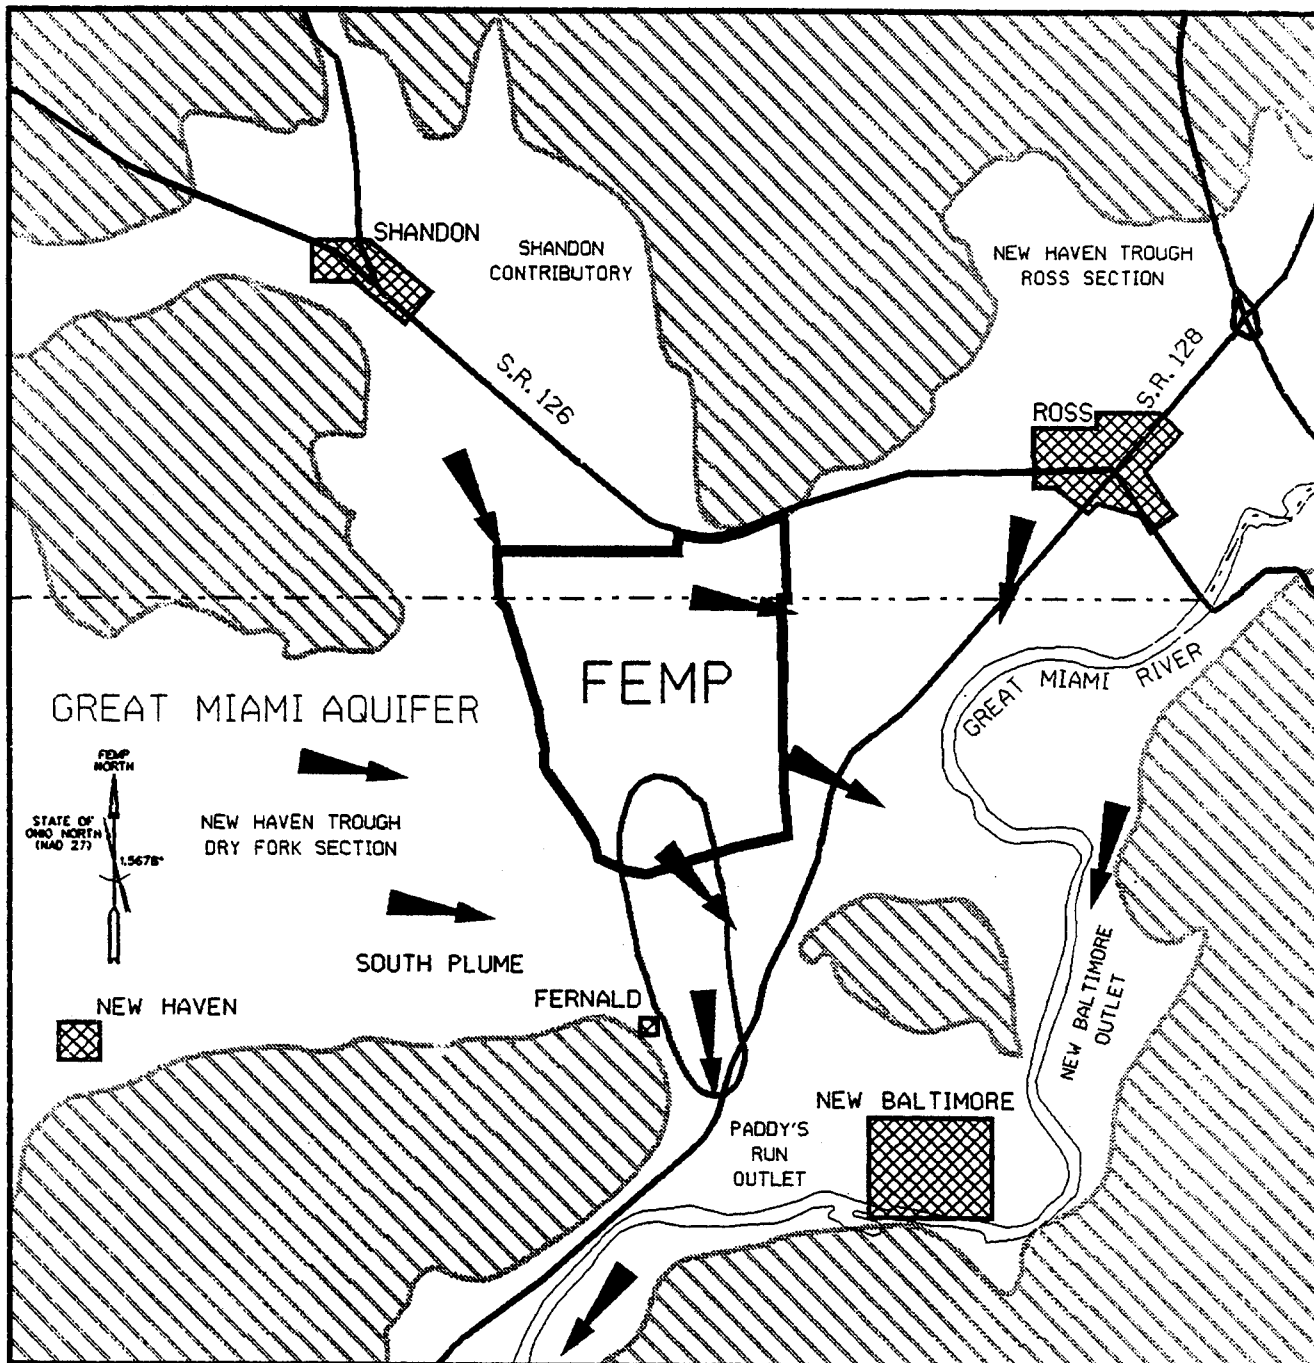 SHANDON
SHANDON
CONTRIBUTORY
NEW HAVEN TROUGH
ROSS SECTION
S.R. 126
S.R. 128
ROSS
FEMP
GREAT MIAMI RIVER
GREAT MIAMI AQUIFER
FEMP
NORTH
STATE OF
OHIO NORTH
(NAD 27)
1.5678°
NEW HAVEN TROUGH
DRY FORK SECTION
SOUTH PLUME
NEW HAVEN
FERNALD
NEW BALTIMORE
OUTLET
NEW BALTIMORE
PADDY'S
RUN
OUTLET